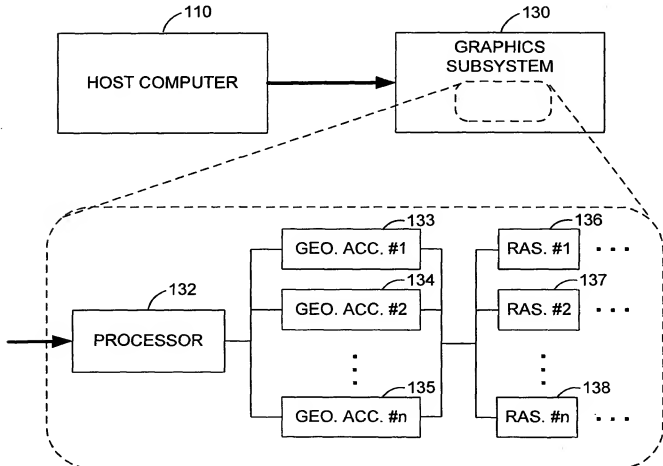 110
130
HOST COMPUTER
GRAPHICS
SUBSYSTEM
133
136
GEO. ACC. #1
RAS. #1
. . .
132
134
137
PROCESSOR
GEO. ACC. #2
RAS. #2
. . .
135
138
GEO. ACC. #n
RAS. #n
. . .